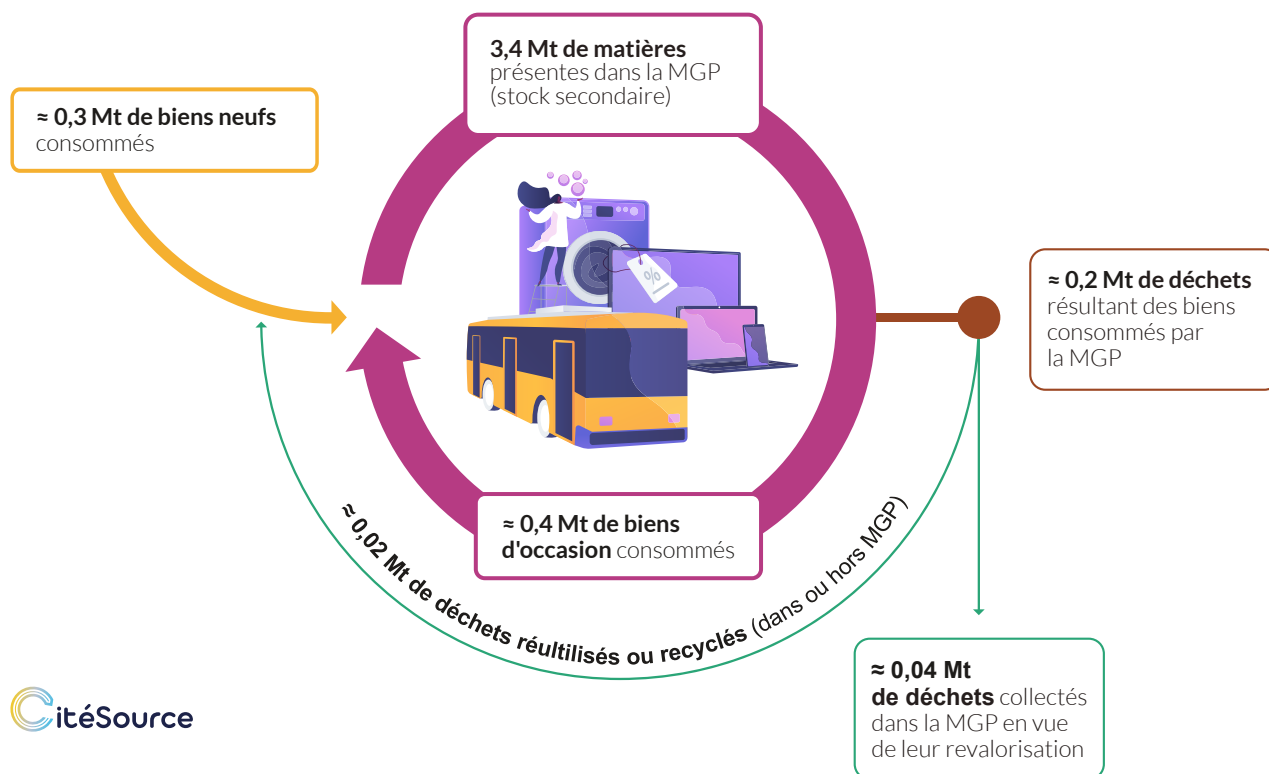 3,4 Mt de matières
présentes dans la MGP
(stock secondaire)
≈ 0,3 Mt de biens neufs
consommés
%
≈ 0,2 Mt de déchets
résultant des biens
consommés par
la MGP
≈ 0,4 Mt de biens
d'occasion consommés
≈ 0,02 Mt de déchets réultilisés ou recyclés (dans ou hors MGP)
≈ 0,04 Mt
de déchets collectés
dans la MGP en vue
de leur revalorisation
CitéSource